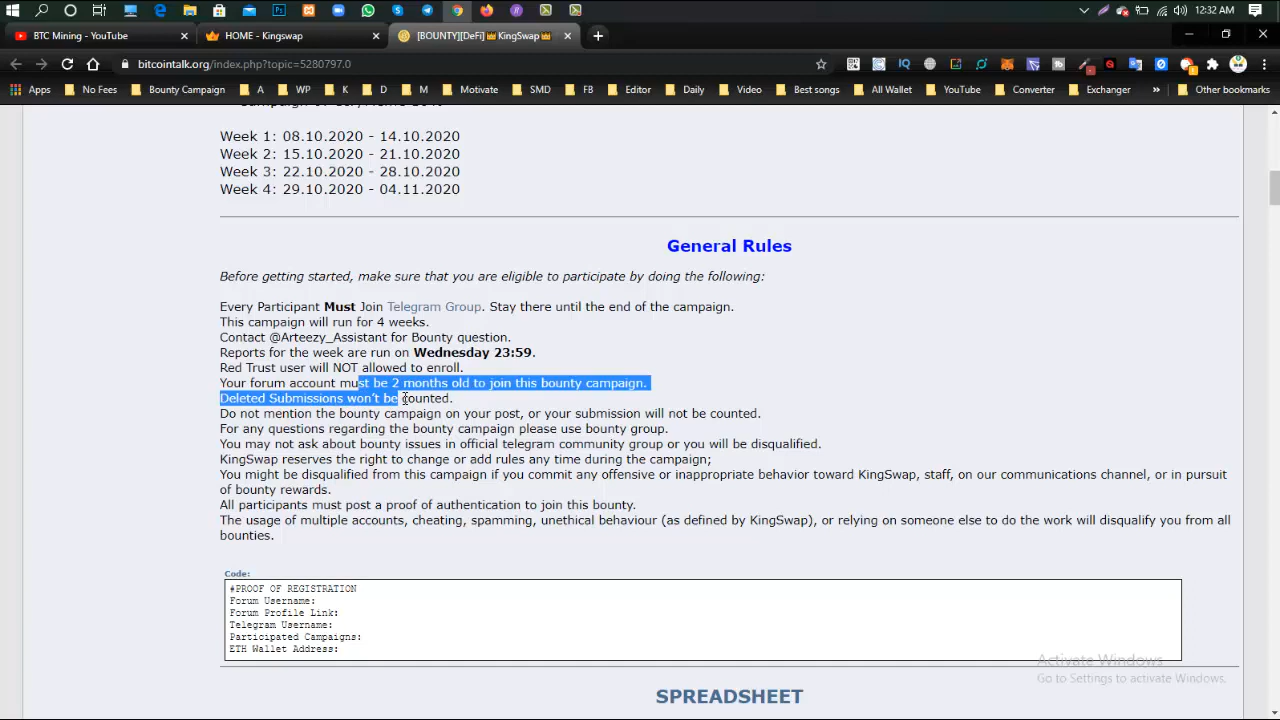 12:32 AM
BTC Mining - YouTube
HOME - Kingswap
[BOUNTY][DeFi]👑KingSwap👑
bitcointalk.org/index.php?topic=5280797.0
Apps No Fees Bounty Campaign A WP K D M Motivate SMD FB Editor Daily Video Best songs All Wallet YouTube Converter Exchanger » Other bookmarks
Week 1: 08.10.2020 - 14.10.2020
Week 2: 15.10.2020 - 21.10.2020
Week 3: 22.10.2020 - 28.10.2020
Week 4: 29.10.2020 - 04.11.2020
General Rules
Before getting started, make sure that you are eligible to participate by doing the following:
Every Participant Must Join Telegram Group. Stay there until the end of the campaign.
This campaign will run for 4 weeks.
Contact @Arteezy_Assistant for Bounty question.
Reports for the week are run on Wednesday 23:59.
Red Trust user will NOT allowed to enroll.
Your forum account must be 2 months old to join this bounty campaign.
Deleted Submissions won't be counted.
Do not mention the bounty campaign on your post, or your submission will not be counted.
For any questions regarding the bounty campaign please use bounty group.
You may not ask about bounty issues in official telegram community group or you will be disqualified.
KingSwap reserves the right to change or add rules any time during the campaign;
You might be disqualified from this campaign if you commit any offensive or inappropriate behavior toward KingSwap, staff, on our communications channel, or in pursuit
of bounty rewards.
All participants must post a proof of authentication to join this bounty.
The usage of multiple accounts, cheating, spamming, unethical behaviour (as defined by KingSwap), or relying on someone else to do the work will disqualify you from all
bounties.
Code:
#PROOF OF REGISTRATION
Forum Username:
Forum Profile Link:
Telegram Username:
Participated Campaigns:
ETH Wallet Address:
Activate Windows
Go to Settings to activate Windows.
SPREADSHEET